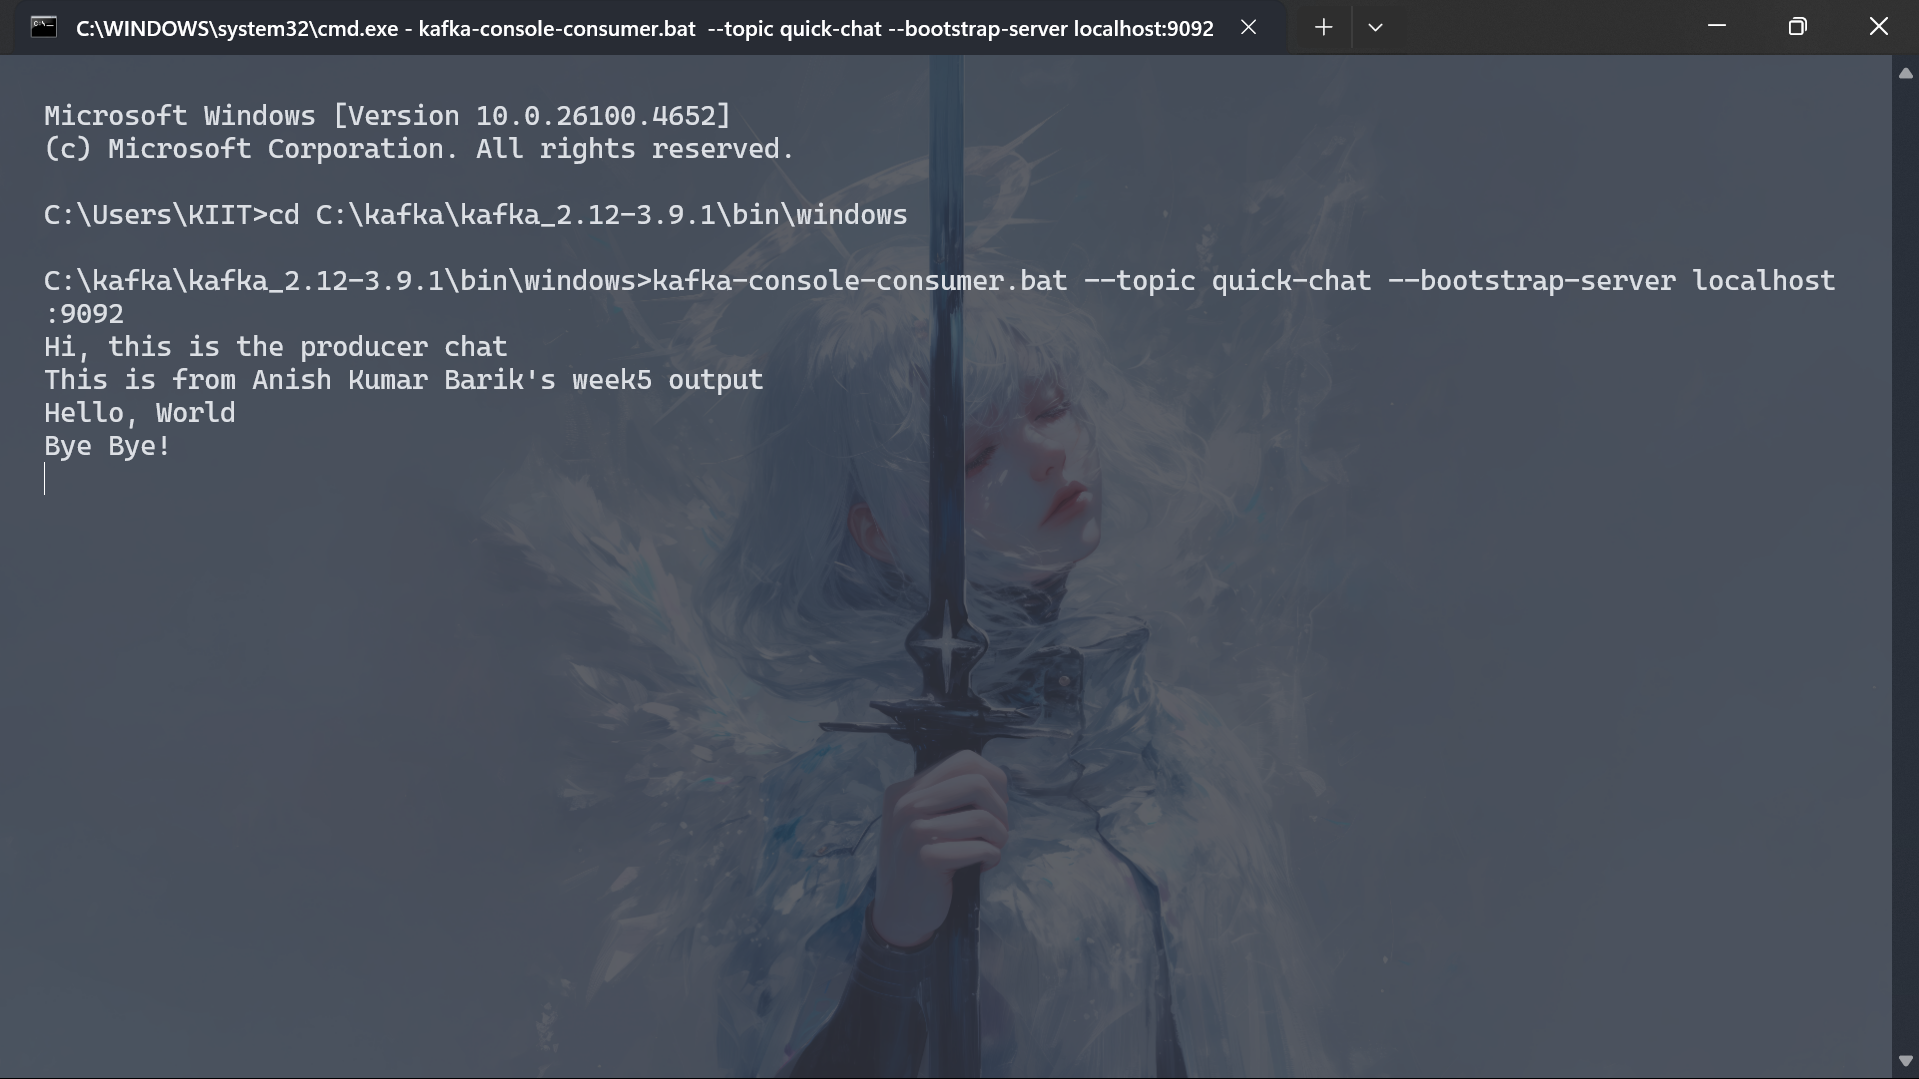 C:\WINDOWS\system32\cmd.exe - kafka-console-consumer.bat  --topic quick-chat --bootstrap-server localhost:9092
Microsoft Windows [Version 10.0.26100.4652]
(c) Microsoft Corporation. All rights reserved.
C:\Users\KIIT>cd C:\kafka\kafka_2.12-3.9.1\bin\windows
C:\kafka\kafka_2.12-3.9.1\bin\windows>kafka-console-consumer.bat --topic quick-chat --bootstrap-server localhost
:9092
Hi, this is the producer chat
This is from Anish Kumar Barik's week5 output
Hello, World
Bye Bye!